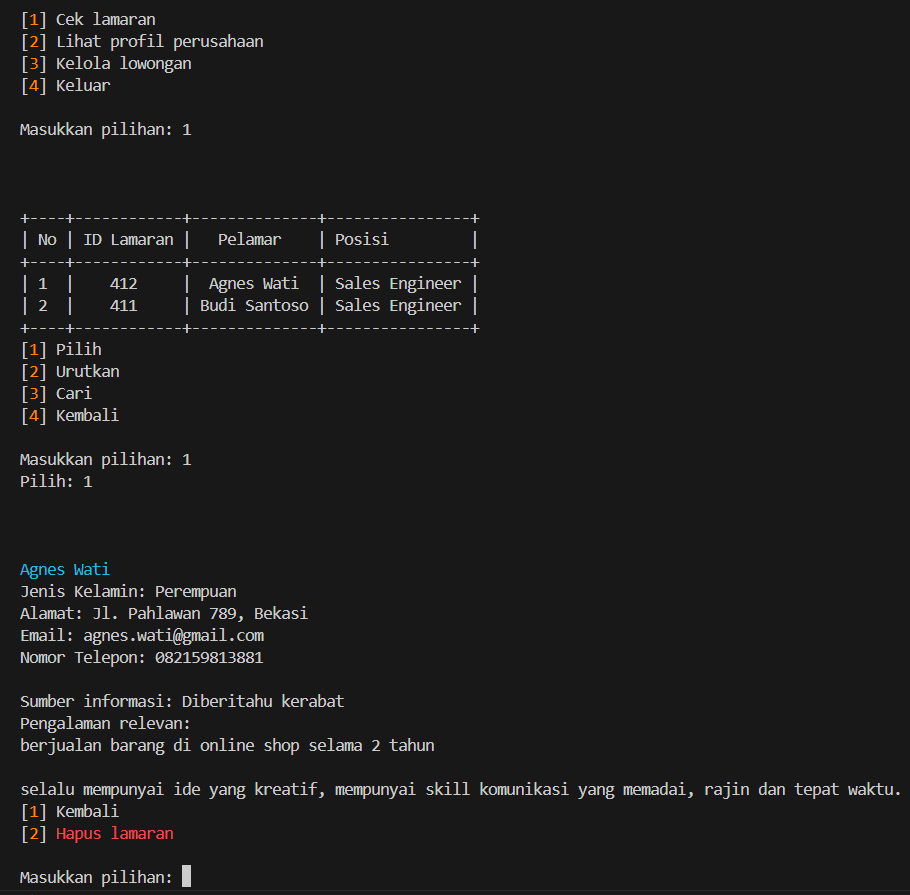 [1] Cek lamaran
[2] Lihat profil perusahaan
[3] Kelola lowongan
[4] Keluar
Masukkan pilihan: 1
+----+------------+--------------+----------------+
| No | ID Lamaran |   Pelamar    | Posisi         |
+----+------------+--------------+----------------+
| 1  |    412     |  Agnes Wati  | Sales Engineer |
| 2  |    411     | Budi Santoso | Sales Engineer |
+----+------------+--------------+----------------+
[1] Pilih
[2] Urutkan
[3] Cari
[4] Kembali
Masukkan pilihan: 1
Pilih: 1
Agnes Wati
Jenis Kelamin: Perempuan
Alamat: Jl. Pahlawan 789, Bekasi
Email: agnes.wati@gmail.com
Nomor Telepon: 082159813881
Sumber informasi: Diberitahu kerabat
Pengalaman relevan:
berjualan barang di online shop selama 2 tahun
selalu mempunyai ide yang kreatif, mempunyai skill komunikasi yang memadai, rajin dan tepat waktu.
[1] Kembali
[2] Hapus lamaran
Masukkan pilihan: